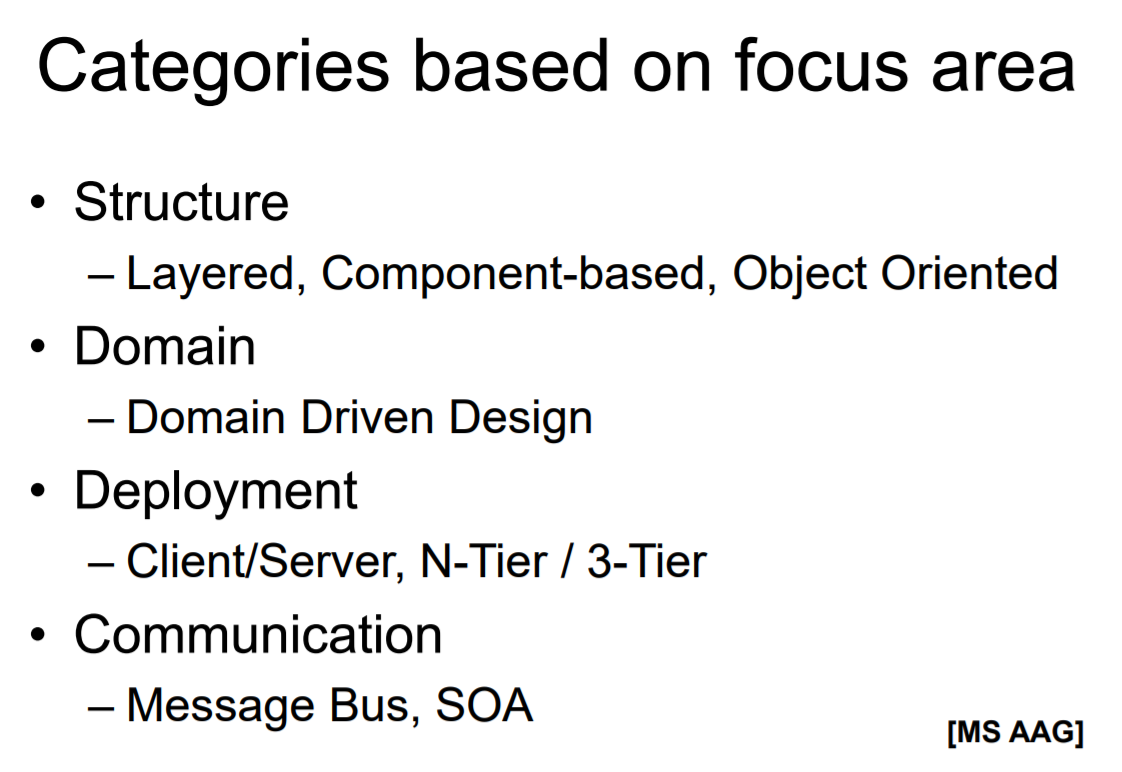 Categories based on focus area
• Structure
– Layered, Component-based, Object Oriented
• Domain
– Domain Driven Design
• Deployment
– Client/Server, N-Tier / 3-Tier
• Communication
– Message Bus, SOA
[MS AAG]